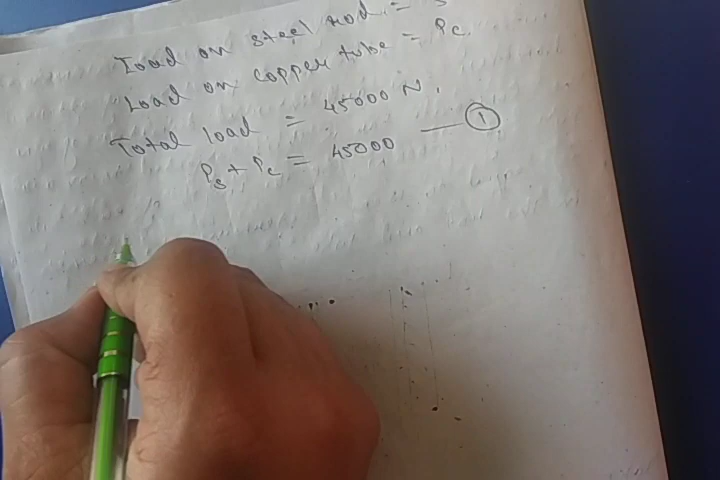 Load on steel rod =
Load on copper tube = Pc.
Total load = 45000 N.
Ps + Pc = 45000 — ①